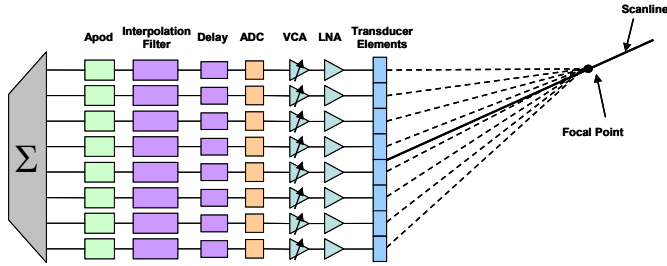 Scanline
Apod
Interpolation
Filter
Delay
ADC
VCA
LNA
Transducer
Elements
Focal Point
Σ